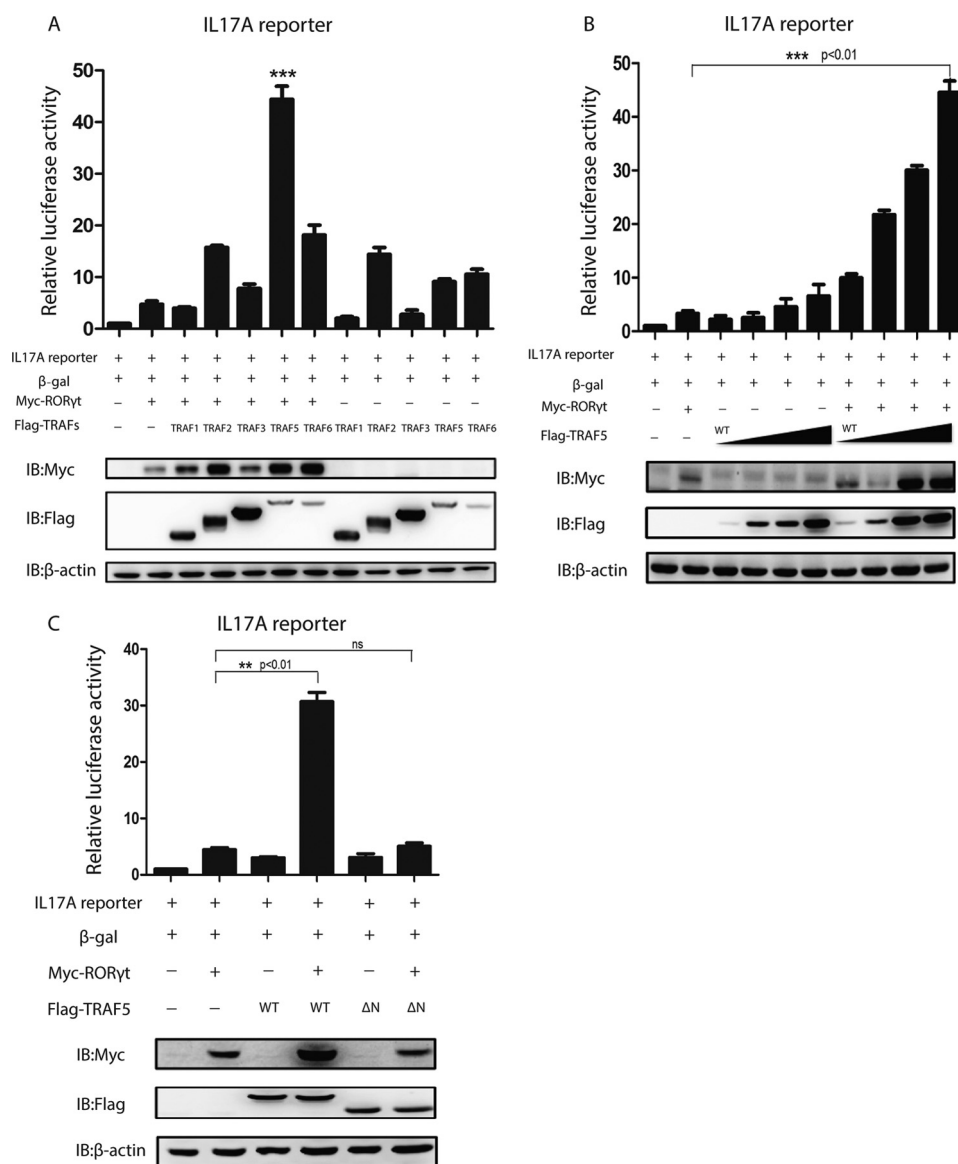 A
IL17A reporter
***
50
40
30
20
10
0
Relative luciferase activity
IL17A reporter + + + + + + + + + + + +
β-gal + + + + + + + + + + + +
Myc-RORγt – + + + + + + – – – – –
Flag-TRAFs – – TRAF1 TRAF2 TRAF3 TRAF5 TRAF6 TRAF1 TRAF2 TRAF3 TRAF5 TRAF6
IB:Myc
IB:Flag
IB:β-actin
B
IL17A reporter
*** p<0.01
50
40
30
20
10
0
Relative luciferase activity
IL17A reporter + + + + + + + + + +
β-gal + + + + + + + + + +
Myc-RORγt – + – – – – + + + +
Flag-TRAF5 – – WT WT
IB:Myc
IB:Flag
IB:β-actin
C
IL17A reporter
ns
** p<0.01
40
30
20
10
0
Relative luciferase activity
IL17A reporter + + + + + +
β-gal + + + + + +
Myc-RORγt – + – + – +
Flag-TRAF5 – – WT WT ΔN ΔN
IB:Myc
IB:Flag
IB:β-actin